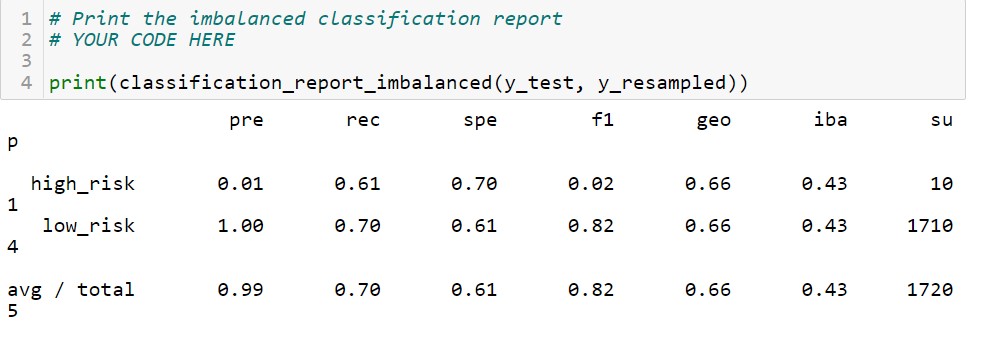 1 # Print the imbalanced classification report
2 # YOUR CODE HERE
3
4 print(classification_report_imbalanced(y_test, y_resampled))
pre rec spe f1 geo iba su
p
high_risk 0.01 0.61 0.70 0.02 0.66 0.43 10
1
low_risk 1.00 0.70 0.61 0.82 0.66 0.43 1710
4
avg / total 0.99 0.70 0.61 0.82 0.66 0.43 1720
5